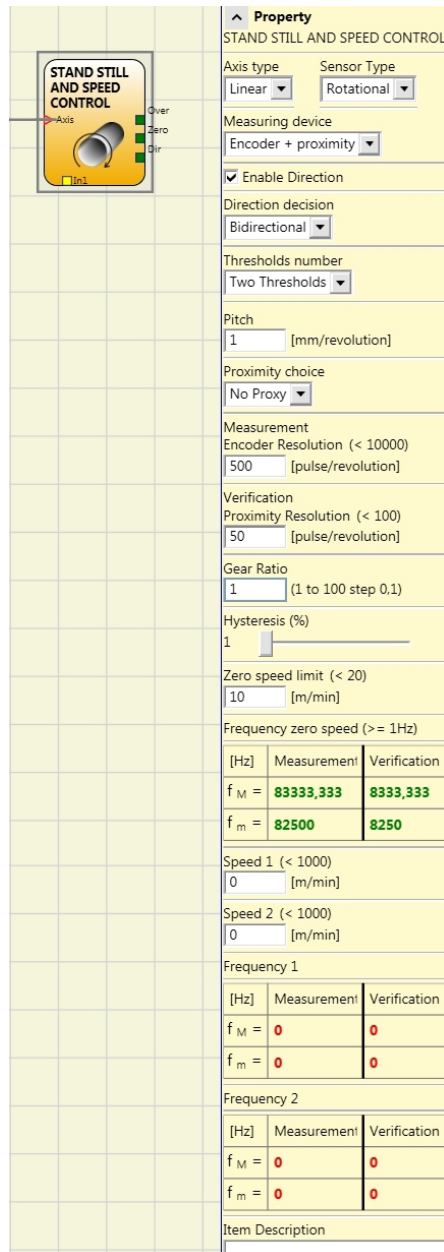 STAND STILL
AND SPEED
CONTROL
Axis
Over
Zero
Dir
In1
Property
STAND STILL AND SPEED CONTROL
Axis type Sensor Type
Linear Rotational
Measuring device
Encoder + proximity
Enable Direction
Direction decision
Bidirectional
Thresholds number
Two Thresholds
Pitch
1 [mm/revolution]
Proximity choice
No Proxy
Measurement
Encoder Resolution (< 10000)
500 [pulse/revolution]
Verification
Proximity Resolution (< 100)
50 [pulse/revolution]
Gear Ratio
1 (1 to 100 step 0,1)
Hysteresis (%)
1
Zero speed limit (< 20)
10 [m/min]
Frequency zero speed (>= 1Hz)
[Hz] Measurement Verification
f M = 83333,333 8333,333
f m = 82500 8250
Speed 1 (< 1000)
0 [m/min]
Speed 2 (< 1000)
0 [m/min]
Frequency 1
[Hz] Measurement Verification
f M = 0 0
f m = 0 0
Frequency 2
[Hz] Measurement Verification
f M = 0 0
f m = 0 0
Item Description